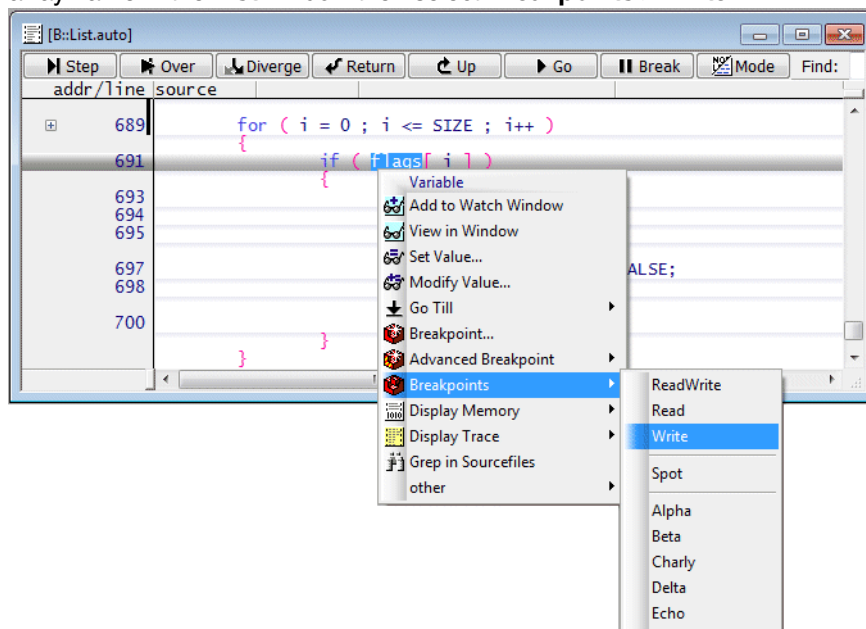 [B::List.auto]
Step Over Diverge Return Up Go Break Mode Find:
addr/line source
689 for ( i = 0 ; i <= SIZE ; i++ )
{
691 if ( flags[ i ] )
{
Variable
Add to Watch Window
693
View in Window
694
695
Set Value...
697 ALSE;
Modify Value...
698
Go Till
700
Breakpoint...
}
Advanced Breakpoint
}
Breakpoints
ReadWrite
Display Memory
Read
Display Trace
Write
Grep in Sourcefiles
Spot
other
Alpha
Beta
Charly
Delta
Echo